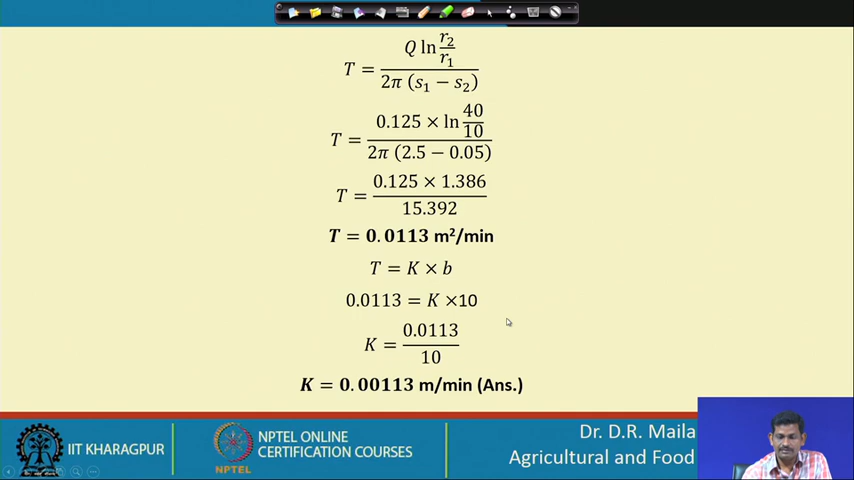 T = Q ln r₂/r₁ / 2π (s₁ − s₂)
T = 0.125 × ln 40/10 / 2π (2.5 − 0.05)
T = 0.125 × 1.386 / 15.392
T = 0.0113 m²/min
T = K × b
0.0113 = K ×10
K = 0.0113 / 10
K = 0.00113 m/min (Ans.)
IIT KHARAGPUR
NPTEL
NPTEL ONLINE
CERTIFICATION COURSES
Dr. D.R. Maila
Agricultural and Food